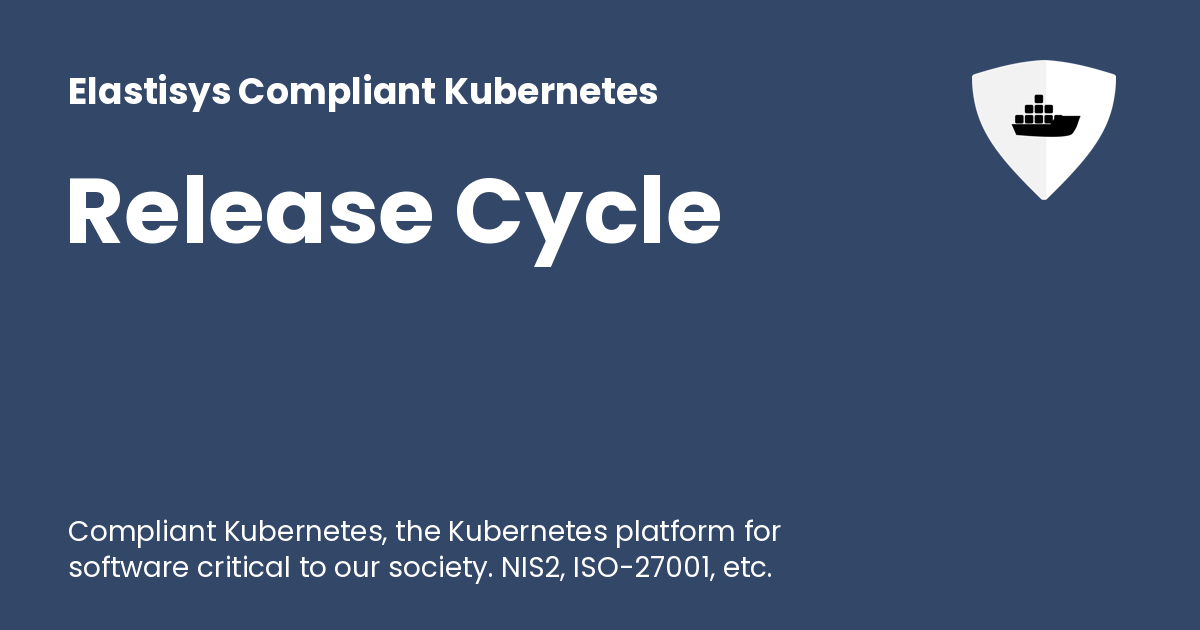 Elastisys Compliant Kubernetes
Release Cycle
Compliant Kubernetes, the Kubernetes platform for
software critical to our society. NIS2, ISO-27001, etc.